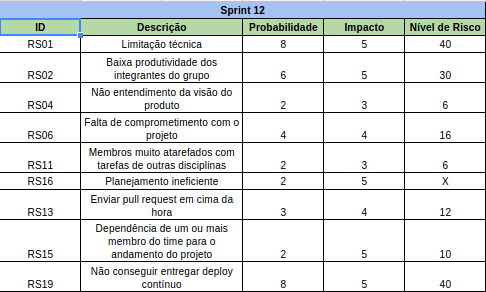 Sprint 12
ID Descrição Probabilidade Impacto Nível de Risco
RS01 Limitação técnica 8 5 40
Baixa produtividade dos
RS02 integrantes do grupo 6 5 30
Não entendimento da visão do
RS04 produto 2 3 6
Falta de comprometimento com o
RS06 projeto 4 4 16
Membros muito atarefados com
RS11 tarefas de outras disciplinas 2 3 6
RS16 Planejamento ineficiente 2 5 X
Enviar pull request em cima da
RS13 hora 3 4 12
Dependência de um ou mais
membro do time para o
RS15 andamento do projeto 2 5 10
Não conseguir entregar deploy
RS19 contínuo 8 5 40